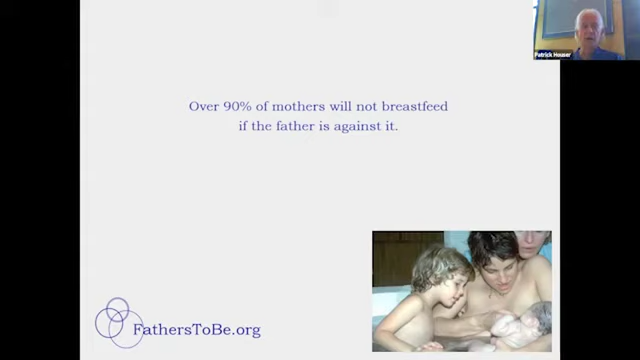 Patrick Houser
Over 90% of mothers will not breastfeed
if the father is against it.
FathersToBe.org